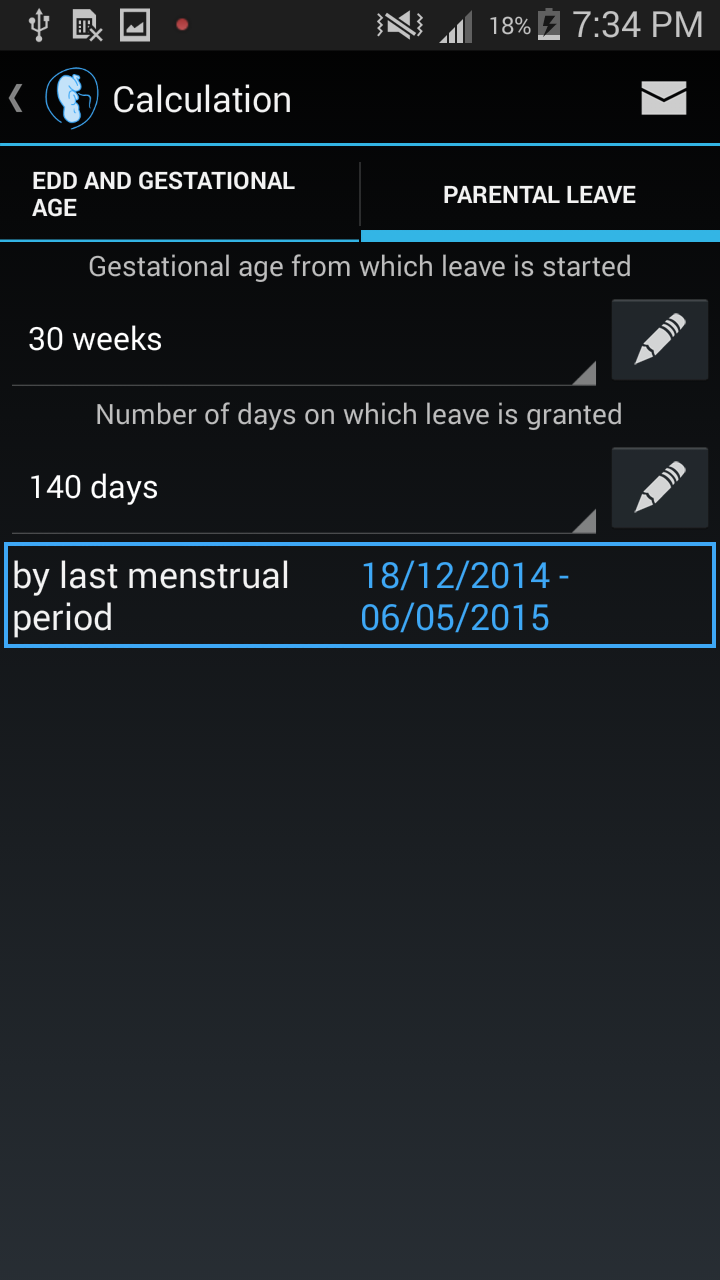 18% 7:34 PM
Calculation
EDD AND GESTATIONAL
AGE
PARENTAL LEAVE
Gestational age from which leave is started
30 weeks
Number of days on which leave is granted
140 days
by last menstrual
period
18/12/2014 -
06/05/2015